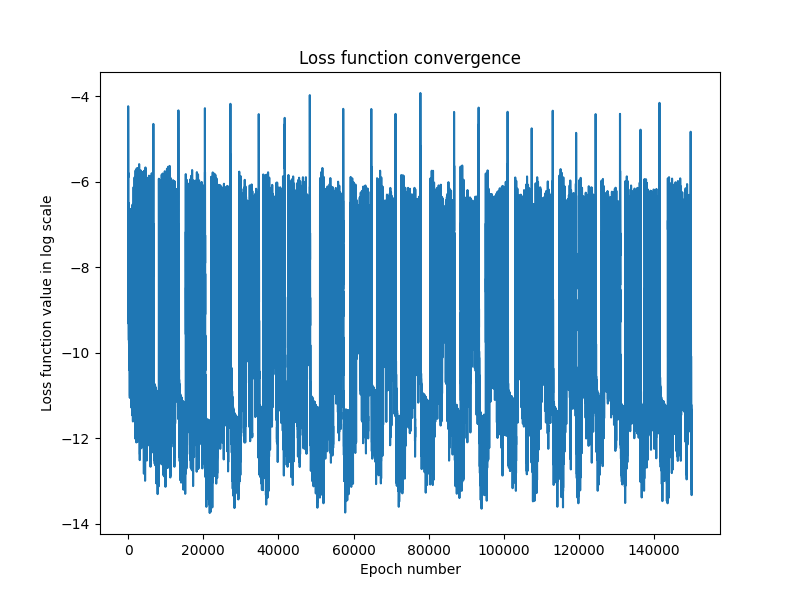 Loss function convergence
Loss function value in log scale
−4
−6
−8
−10
−12
−14
0 20000 40000 60000 80000 100000 120000 140000
Epoch number